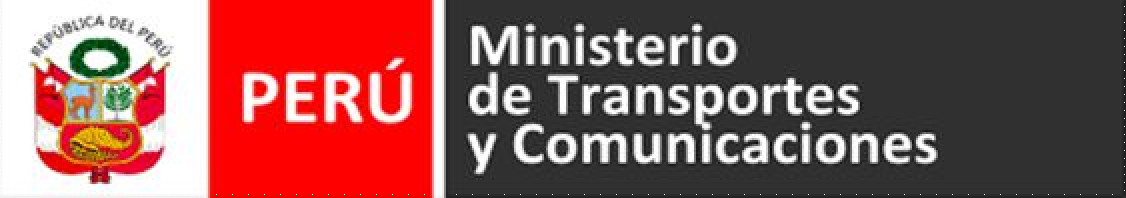 REPÚBLICA DEL PERÚ
PERÚ
Ministerio
de Transportes
y Comunicaciones